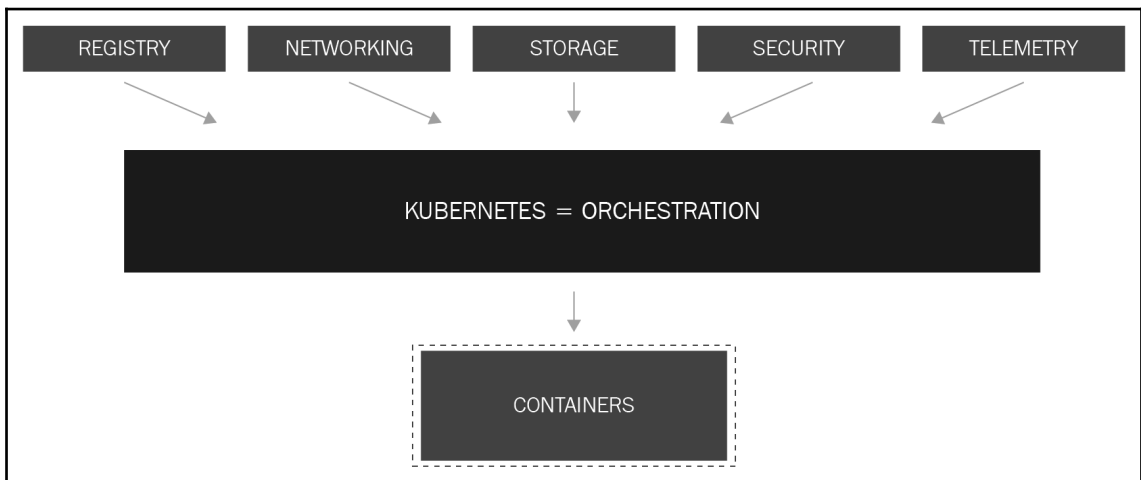 REGISTRY
NETWORKING
STORAGE
SECURITY
TELEMETRY
KUBERNETES = ORCHESTRATION
CONTAINERS